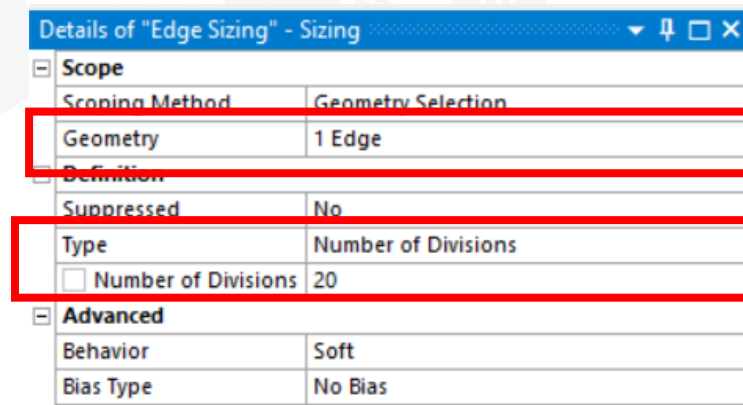 Details of "Edge Sizing" - Sizing
Scope
Scoping Method Geometry Selection
Geometry 1 Edge
Definition
Suppressed No
Type Number of Divisions
Number of Divisions 20
Advanced
Behavior Soft
Bias Type No Bias